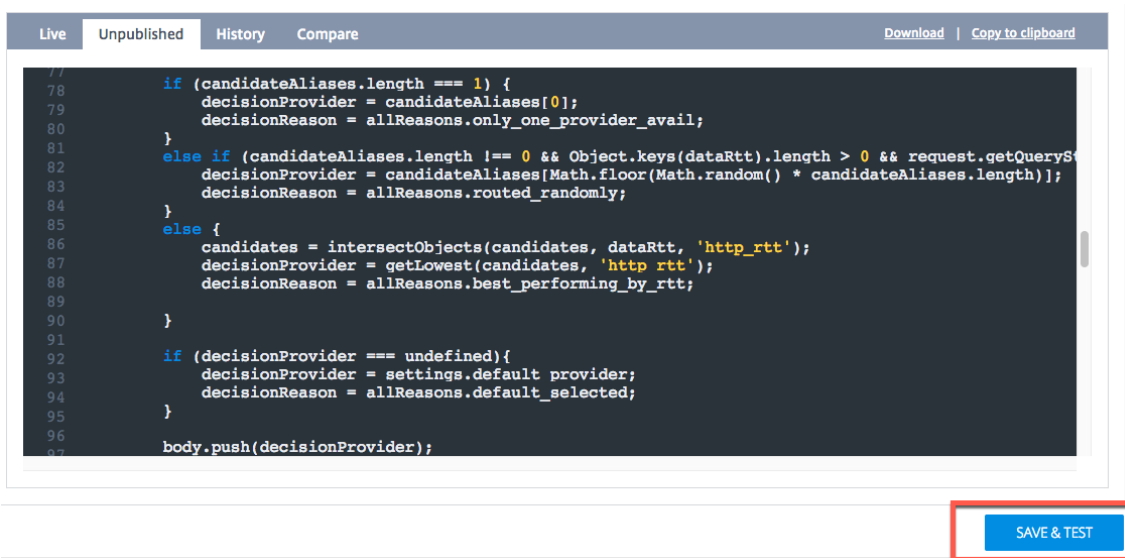 Live Unpublished History Compare Download | Copy to clipboard
77
78 if (candidateAliases.length === 1) {
79 decisionProvider = candidateAliases[0];
80 decisionReason = allReasons.only_one_provider_avail;
81 }
82 else if (candidateAliases.length !== 0 && Object.keys(dataRtt).length > 0 && request.getQuerySt
83 decisionProvider = candidateAliases[Math.floor(Math.random() * candidateAliases.length)];
84 decisionReason = allReasons.routed_randomly;
85 }
86 else {
87 candidates = intersectObjects(candidates, dataRtt, 'http_rtt');
88 decisionProvider = getLowest(candidates, 'http rtt');
89 decisionReason = allReasons.best_performing_by_rtt;
90
91 }
92
93 if (decisionProvider === undefined){
94 decisionProvider = settings.default provider;
95 decisionReason = allReasons.default_selected;
96 }
97
body.push(decisionProvider);
SAVE & TEST